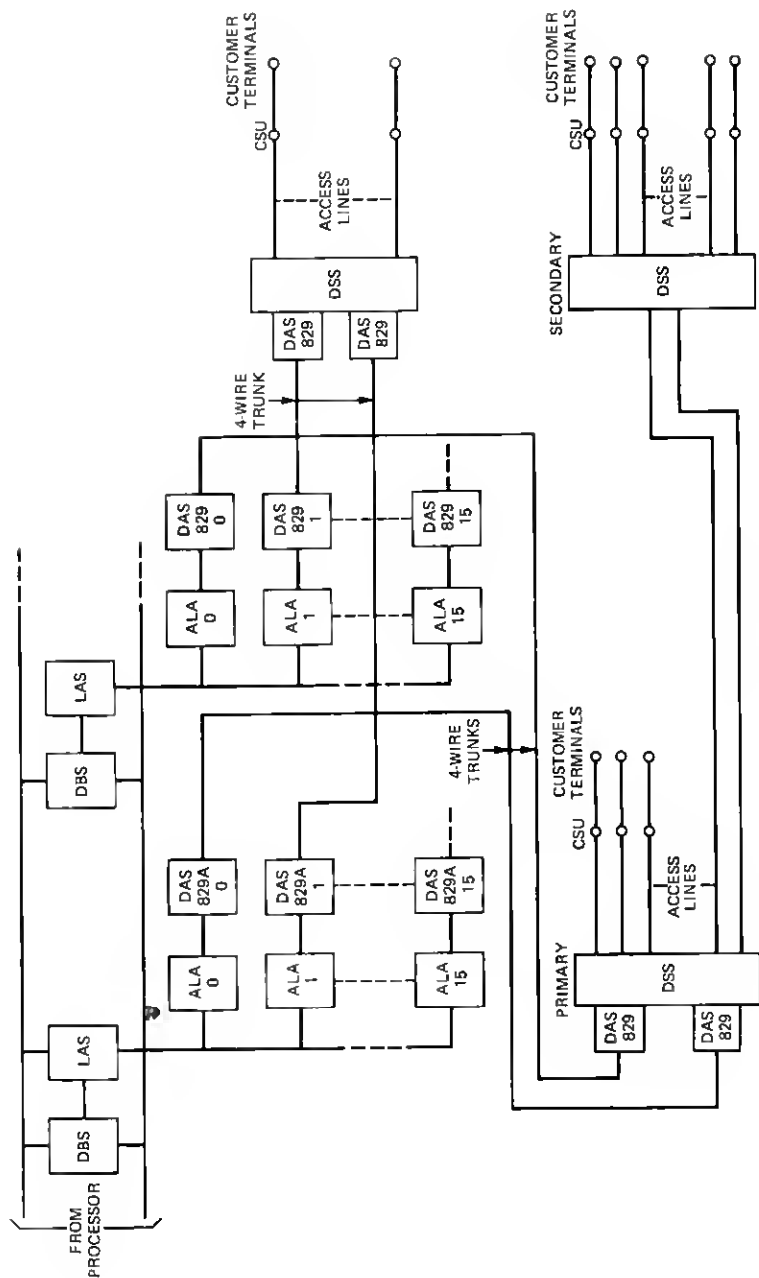 FROM
PROCESSOR
DBS
LAS
DBS
LAS
ALA
0
DAS
829A
0
ALA
1
DAS
829A
1
ALA
15
DAS
829A
15
ALA
0
DAS
829
0
ALA
1
DAS
829
1
ALA
15
DAS
829
15
4-WIRE
TRUNK
DAS
829
DAS
829
DSS
ACCESS
LINES
CSU
CUSTOMER
TERMINALS
4-WIRE
TRUNKS
PRIMARY
DAS
829
DAS
829
DSS
ACCESS
LINES
CSU
CUSTOMER
TERMINALS
SECONDARY
DSS
ACCESS
LINES
CSU
CUSTOMER
TERMINALS